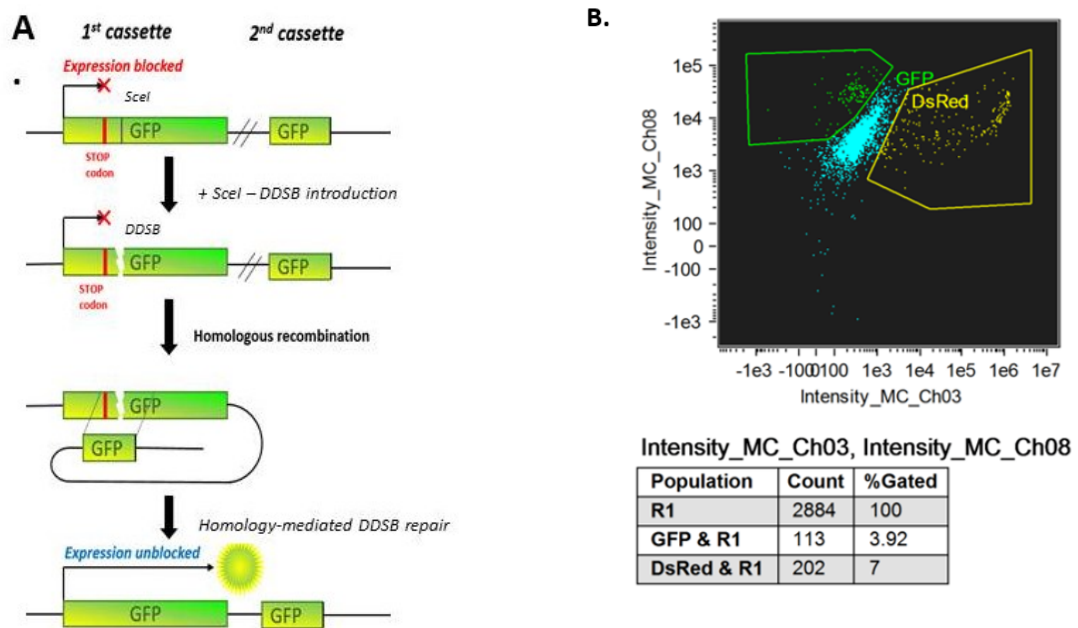 A
.
1st cassette
2nd cassette
Expression blocked
SceI
GFP
GFP
STOP
codon
+ SceI – DDSB introduction
DDSB
GFP
GFP
STOP
codon
Homologous recombination
GFP
GFP
Homology-mediated DDSB repair
Expression unblocked
GFP
GFP
B.
Intensity_MC_Ch08
1e5
1e4
1e3
100
0
-100
-1e3
GFP
DsRed
-1e3 -100 0100 1e3 1e4 1e5 1e6 1e7
Intensity_MC_Ch03
Intensity_MC_Ch03, Intensity_MC_Ch08
Population Count %Gated
R1 2884 100
GFP & R1 113 3.92
DsRed & R1 202 7